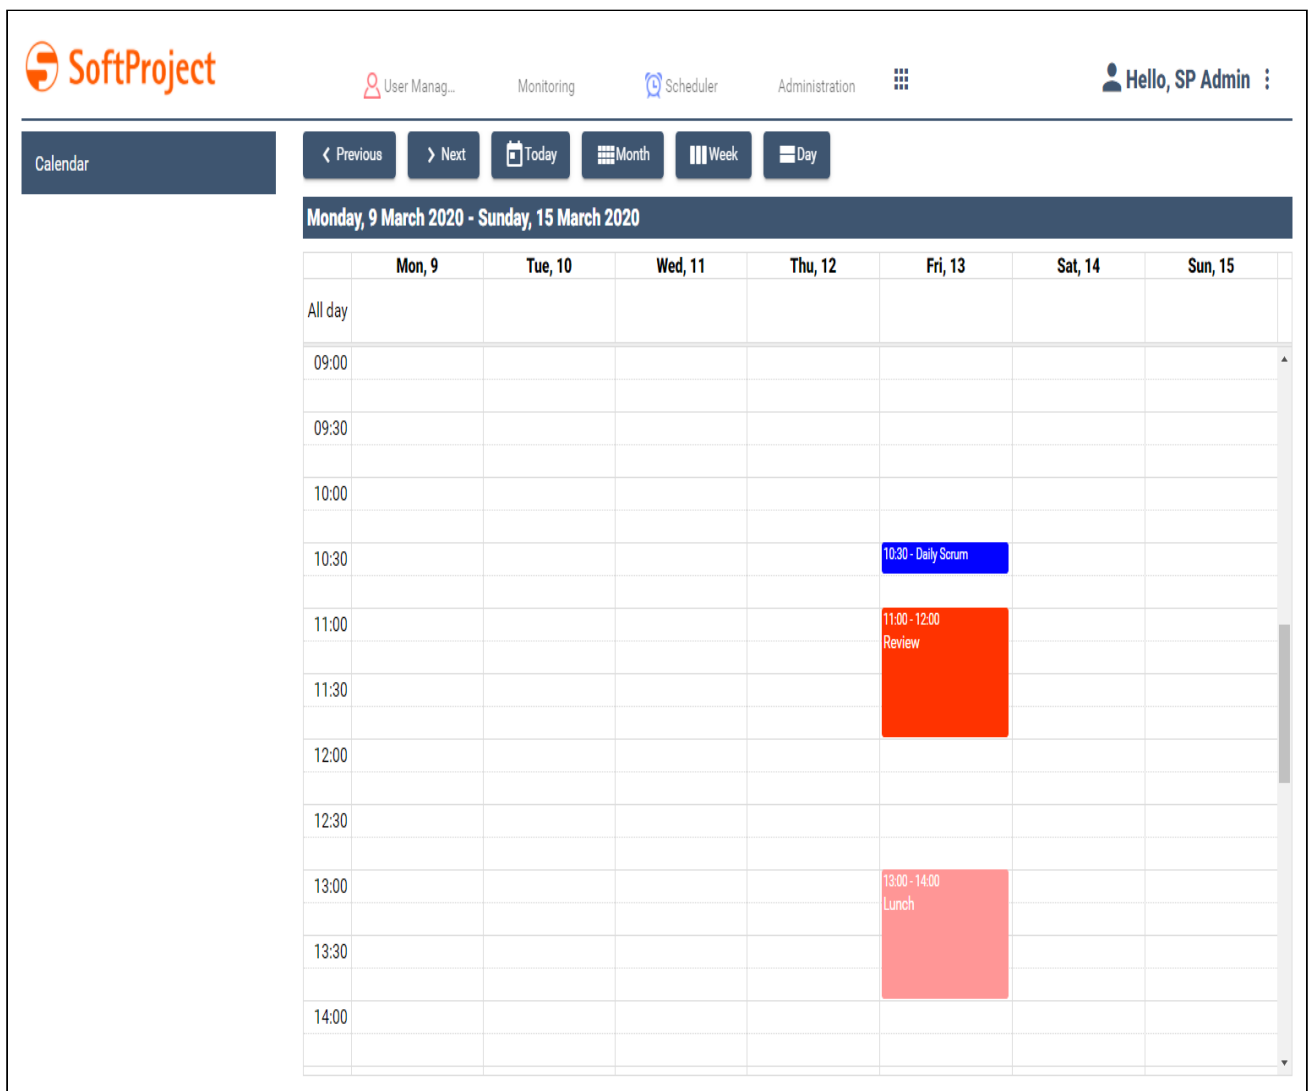 SoftProject
User Manag...
Monitoring
Scheduler
Administration
Hello, SP Admin
Calendar
Previous
Next
Today
Month
Week
Day
Monday, 9 March 2020 - Sunday, 15 March 2020
Mon, 9
Tue, 10
Wed, 11
Thu, 12
Fri, 13
Sat, 14
Sun, 15
All day
09:00
09:30
10:00
10:30
10:30 - Daily Scrum
11:00
11:00 - 12:00
Review
11:30
12:00
12:30
13:00
13:00 - 14:00
Lunch
13:30
14:00